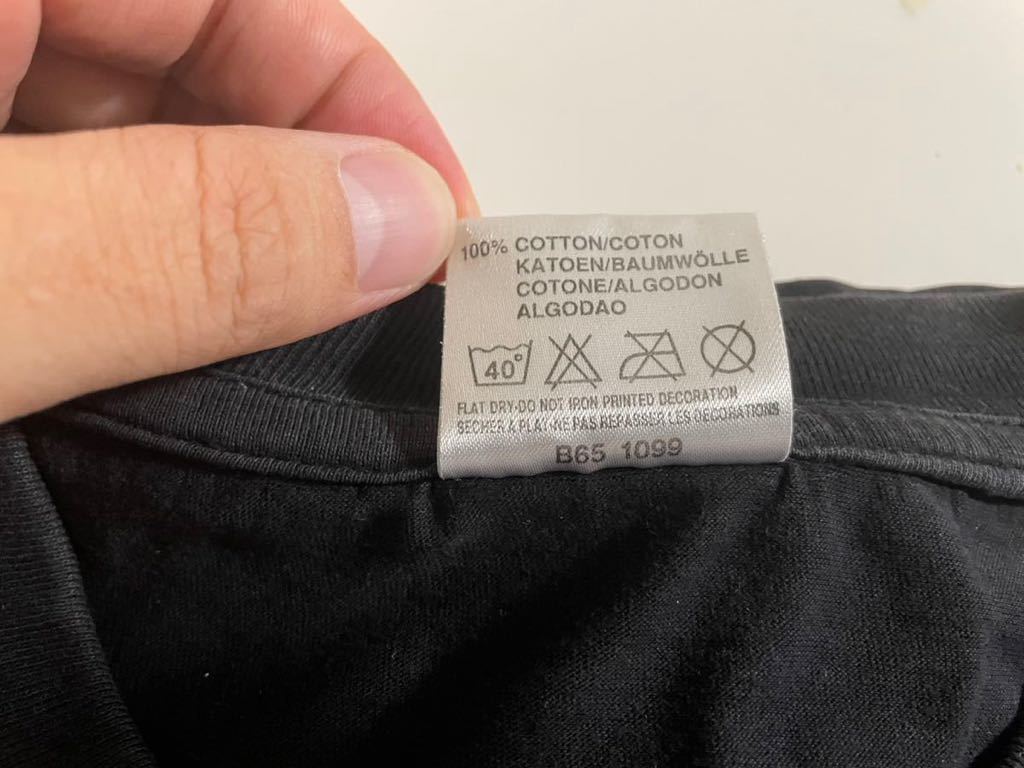 100% COTTON/COTON
KATOEN/BAUMWÖLLE
COTONE/ALGODON
ALGODAO
40°
FLAT DRY-DO NOT IRON PRINTED DECORATION
SECHER A PLAT-NE PAS REPASSER LES DECORATIONS
B65 1099